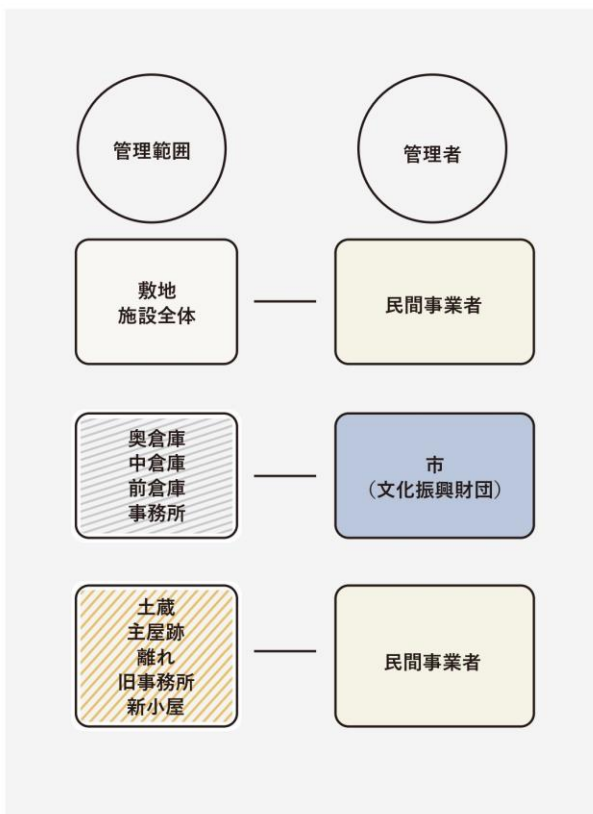 管理範囲
管理者
敷地
施設全体
民間事業者
奥倉庫
中倉庫
前倉庫
事務所
市
（文化振興財団）
土蔵
主屋跡
離れ
旧事務所
新小屋
民間事業者